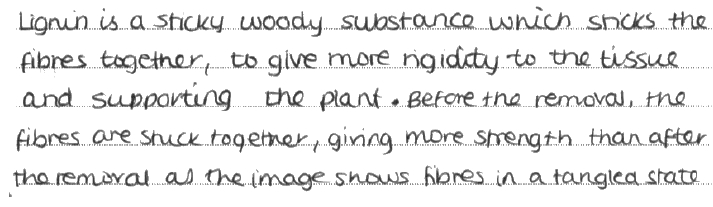 Lignin is a sticky woody substance which sticks the
fibres together, to give more rigidity to the tissue
and supporting the plant. Before the removal, the
fibres are stuck together, giving more strength than after
the removal as the image shows fibres in a tangled state